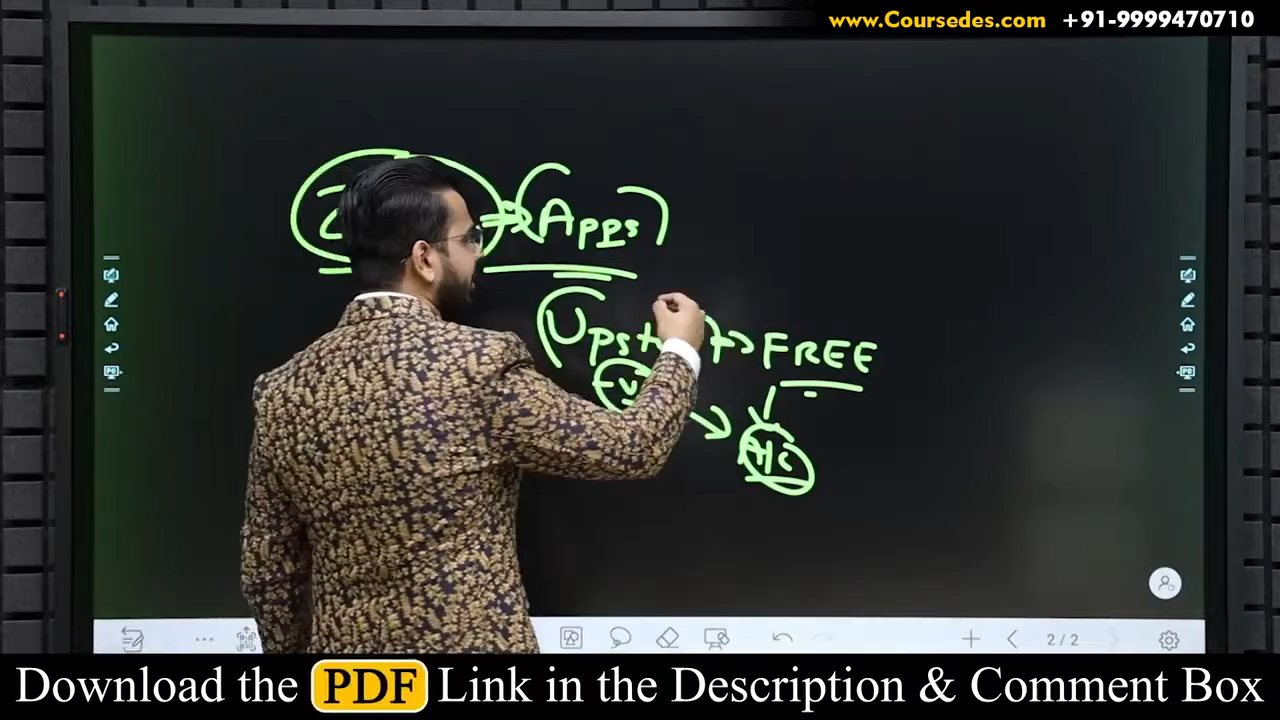 www.Coursedes.com +91-9999470710
Apps
FREE
A/c
2/2
Download the PDF Link in the Description & Comment Box